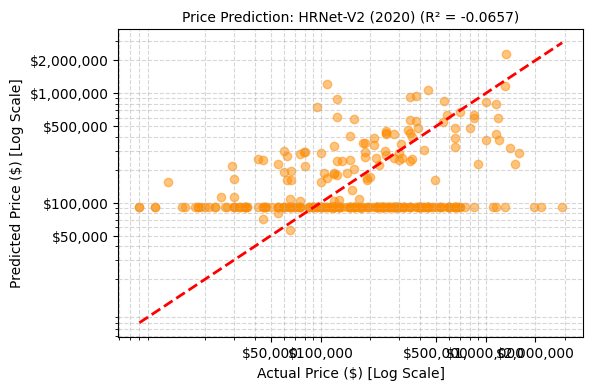 Price Prediction: HRNet-V2 (2020) (R² = -0.0657)
Predicted Price ($) [Log Scale]
$2,000,000
$1,000,000
$500,000
$100,000
$50,000
$50,000 $100,000 $500,000 $1,000,000 $2,000,000
Actual Price ($) [Log Scale]